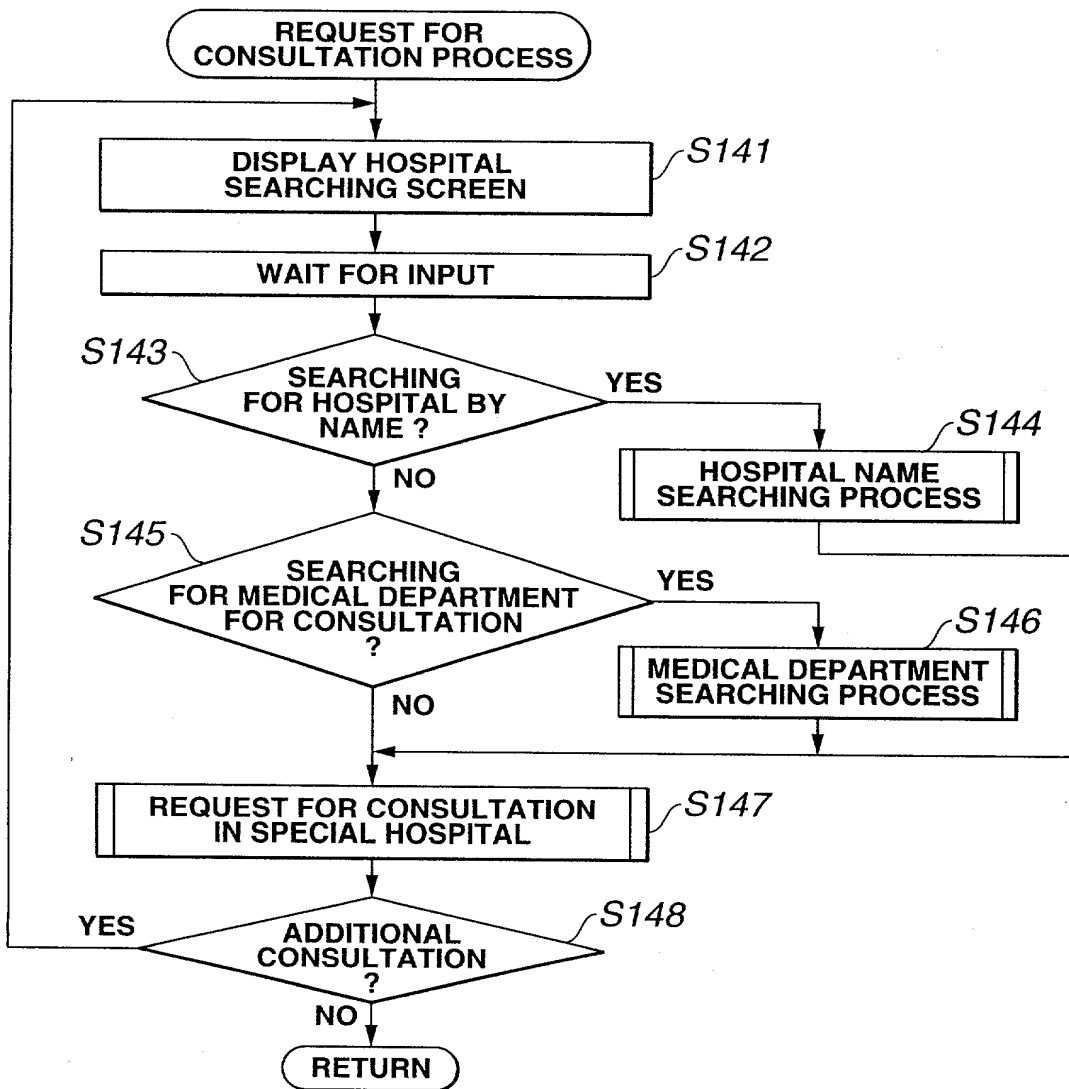 REQUEST FOR
CONSULTATION PROCESS
DISPLAY HOSPITAL
SEARCHING SCREEN
S141
WAIT FOR INPUT
S142
S143
SEARCHING
FOR HOSPITAL BY
NAME ?
YES
NO
S144
HOSPITAL NAME
SEARCHING PROCESS
S145
SEARCHING
FOR MEDICAL DEPARTMENT
FOR CONSULTATION
?
YES
NO
S146
MEDICAL DEPARTMENT
SEARCHING PROCESS
REQUEST FOR CONSULTATION
IN SPECIAL HOSPITAL
S147
YES
ADDITIONAL
CONSULTATION
?
S148
NO
RETURN